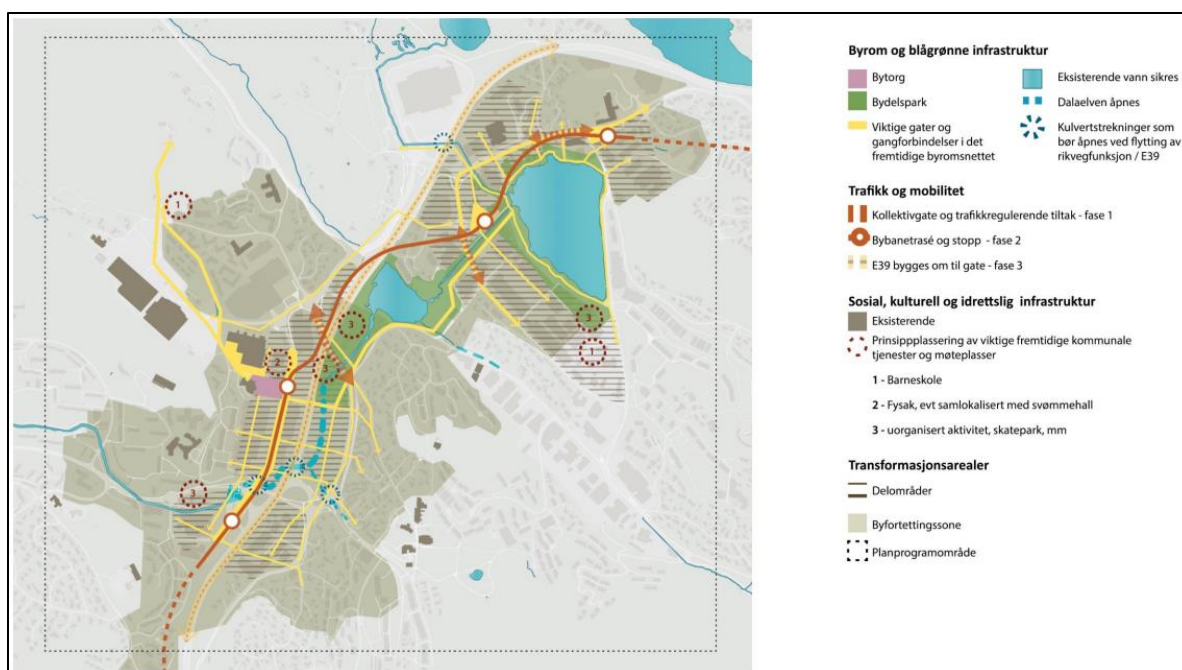 Byrom og blågrønne infrastruktur
Bytorg
Bydelspark
Viktige gater og
gangforbindelser i det
fremtidige byromsnettet
Eksisterende vann sikres
Dalaelven åpnes
Kulvertstrekninger som
bør åpnes ved flytting av
rikvegfunksjon / E39
Trafikk og mobilitet
Kollektivgate og trafikkregulerende tiltak - fase 1
Bybanetrasé og stopp - fase 2
E39 bygges om til gate - fase 3
Sosial, kulturell og idrettslig infrastruktur
Eksisterende
Prinsippplassering av viktige fremtidige kommunale
tjenester og møteplasser
1 - Barneskole
2 - Fysak, evt samlokalisert med svømmehall
3 - uorganisert aktivitet, skatepark, mm
Transformasjonsarealer
Delområder
Byfortettingssone
Planprogramområde
1
3
3
1
2
3
3